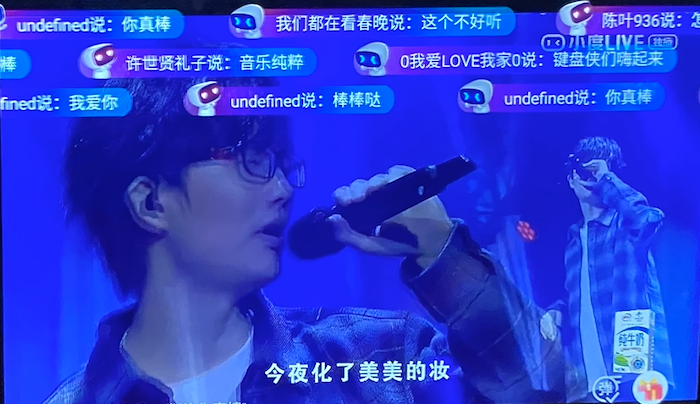 undefined说：你真棒
我们都在看春晚说：这个不好听
陈叶936说：怎
小度LIVE 独师
棒
许世贤礼子说：音乐纯粹
0我爱LOVE我家0说：键盘侠们嗨起来
fined说：我爱你
undefined说：棒棒哒
undefined说：你真棒
纯牛奶
今夜化了美美的妆
弹